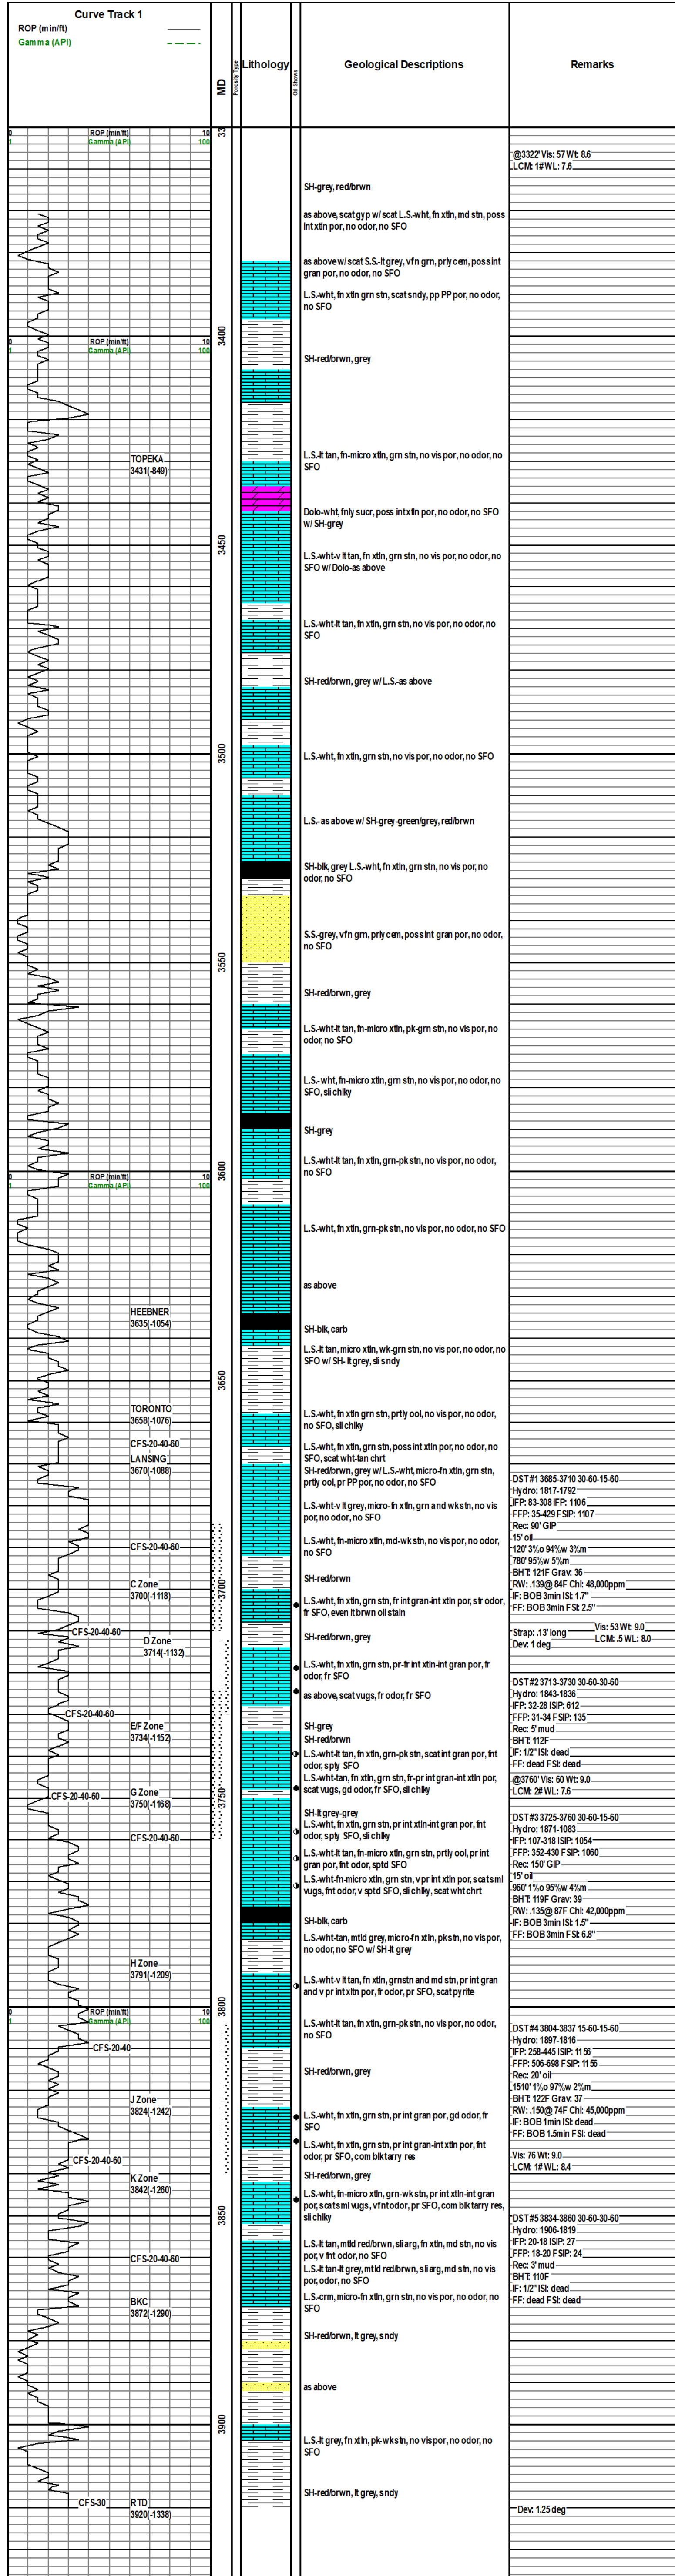 Curve Track 1
ROP (min/ft)
Gamma (API)
MD
Porosity Type
Lithology
Oil Shows
Geological Descriptions
Remarks
0 ROP (min/ft) 10
1 Gamma (API) 100
33
@3322' Vis: 57 Wt: 8.6
LCM: 1# WL: 7.6
SH-grey, red/brwn
as above, scat gyp w/ scat L.S.-wht, fn xtln, md stn, poss
int xtln por, no odor, no SFO
as above w/ scat S.S.-lt grey, vfn grn, prly cem, poss int
gran por, no odor, no SFO
L.S.-wht, fn xtln grn stn, scat sndy, pp PP por, no odor,
no SFO
3400
0 ROP (min/ft) 10
1 Gamma (API) 100
SH-red/brwn, grey
TOPEKA
3431(-849)
L.S.-lt tan, fn-micro xtln, grn stn, no vis por, no odor, no
SFO
Dolo-wht, fnly sucr, poss int xtln por, no odor, no SFO
w/ SH-grey
3450
L.S.-wht-v lt tan, fn xtln, grn stn, no vis por, no odor, no
SFO w/ Dolo-as above
L.S.-wht-lt tan, fn xtln, grn stn, no vis por, no odor, no
SFO
SH-red/brwn, grey w/ L.S.-as above
3500
L.S.-wht, fn xtln, grn stn, no vis por, no odor, no SFO
L.S.- as above w/ SH-grey-green/grey, red/brwn
SH-blk, grey L.S.-wht, fn xtln, grn stn, no vis por, no
odor, no SFO
S.S.-grey, vfn grn, prly cem, poss int gran por, no odor,
no SFO
3550
SH-red/brwn, grey
L.S.-wht-lt tan, fn-micro xtln, pk-grn stn, no vis por, no
odor, no SFO
L.S.- wht, fn-micro xtln, grn stn, no vis por, no odor, no
SFO, sli chlky
SH-grey
L.S.-wht-lt tan, fn xtln, grn-pk stn, no vis por, no odor,
no SFO
3600
0 ROP (min/ft) 10
1 Gamma (API) 100
L.S.-wht, fn xtln, grn-pk stn, no vis por, no odor, no SFO
as above
HEEBNER
3635(-1054)
SH-blk, carb
L.S.-lt tan, micro xtln, wk-grn stn, no vis por, no odor, no
SFO w/ SH- lt grey, sli sndy
3650
TORONTO
3658(-1076)
L.S.-wht, fn xtln, grn stn, prtly ool, no vis por, no odor,
no SFO, sli chlky
CFS-20-40-60
L.S.-wht, fn xtln, grn stn, poss int xtln por, no odor, no
SFO, scat wht-tan chrt
LANSING
3670(-1088)
SH-red/brwn, grey w/ L.S.-wht, micro-fn xtln, grn stn,
prtly ool, pr PP por, no odor, no SFO
L.S.-wht-v lt grey, micro-fn xtln, grn and wk stn, no vis
por, no odor, no SFO
L.S.-wht, fn-micro xtln, md-wk stn, no vis por, no odor,
no SFO
CFS-20-40-60
DST #1 3685-3710 30-60-15-60
Hydro: 1817-1792
IFP: 83-308 IFP: 1106
FFP: 35-429 FSIP: 1107
Rec: 90' GIP
15' oil
120' 3%o 94%w 3%m
780' 95%w 5%m
BHT: 121F Grav: 36
RW: .139@ 84F Chl: 48,000ppm
IF: BOB 3min ISI: 1.7"
FF: BOB 3min FSI: 2.5"
SH-red/brwn
C Zone
3700(-1118)
3700
L.S.-wht, fn xtln, grn stn, fr int gran-int xtln por, str odor,
fr SFO, even lt brwn oil stain
CFS-20-40-60
Strap: .13' long
Vis: 53 Wt: 9.0
Dev: 1 deg
LCM: .5 WL: 8.0
SH-red/brwn, grey
D Zone
3714(-1132)
L.S.-wht, fn xtln, grn stn, pr-fr int xtln-int gran por, fr
odor, fr SFO
as above, scat vugs, fr odor, fr SFO
CFS-20-40-60
DST #2 3713-3730 30-60-30-60
Hydro: 1843-1836
IFP: 32-28 ISIP: 612
FFP: 31-34 FSIP: 135
Rec: 5' mud
BHT: 112F
IF: 1/2" ISI: dead
FF: dead FSI: dead
E/F Zone
3734(-1152)
SH-grey
SH-red/brwn
L.S.-wht-lt tan, fn xtln, grn-pk stn, scat int gran por, fnt
odor, spty SFO
G Zone
3750(-1168)
CFS-20-40-60
3750
L.S.-wht-tan, fn xtln, grn stn, fr-pr int gran-int xtln por,
scat vugs, gd odor, fr SFO, sli chlky
@3760' Vis: 60 Wt: 9.0
LCM: 2# WL: 7.6
SH-lt grey-grey
L.S.-wht, fn xtln, grn stn, pr int xtln-int gran por, fnt
odor, spty SFO, sli chlky
CFS-20-40-60
L.S.-wht-lt tan, fn-micro xtln, grn stn, prtly ool, pr int
gran por, fnt odor, sptd SFO
L.S.-wht-fn-micro xtln, grn stn, v pr int xtln por, scat sml
vugs, fnt odor, v sptd SFO, sli chlky, scat wht chrt
DST #3 3725-3760 30-60-15-60
Hydro: 1871-1083
IFP: 107-318 ISIP: 1054
FFP: 352-430 FSIP: 1060
Rec: 150' GIP
15' oil
960' 1%o 95%w 4%m
BHT: 119F Grav: 39
RW: .135@ 87F Chl: 42,000ppm
IF: BOB 3min ISI: 1.5"
FF: BOB 3min FSI: 6.8"
SH-blk, carb
L.S.-wht-tan, mtld grey, micro-fn xtln, pk stn, no vis por,
no odor, no SFO w/ SH-lt grey
H Zone
3791(-1209)
L.S.-wht-v lt tan, fn xtln, grnstn and md stn, pr int gran
and v pr int xltn por, fr odor, pr SFO, scat pyrite
3800
0 ROP (min/ft) 10
1 Gamma (API) 100
L.S.-wht-lt tan, fn xtln, grn-pk stn, no vis por, no odor,
no SFO
CFS-20-40
SH-red/brwn, grey
DST #4 3804-3837 15-60-15-60
Hydro: 1897-1816
IFP: 258-445 ISIP: 1156
FFP: 506-698 FSIP: 1156
Rec: 20' oil
1510' 1%o 97%w 2%m
BHT: 122F Grav: 37
RW: .150@ 74F Chl: 45,000ppm
IF: BOB 1min ISI: dead
FF: BOB 1.5min FSI: dead
J Zone
3824(-1242)
L.S.-wht, fn xtln, grn stn, pr int gran por, gd odor, fr
SFO
L.S.-wht, fn xtln, grn stn, pr int gran-int xtln por, fnt
odor, pr SFO, com blk tarry res
CFS-20-40-60
Vis: 76 Wt: 9.0
LCM: 1# WL: 8.4
SH-red/brwn, grey
K Zone
3842(-1260)
L.S.-wht, fn-micro xtln, grn-wk stn, pr int xtln-int gran
por, scat sml vugs, vfnt odor, pr SFO, com blk tarry res,
sli chlky
3850
L.S.-lt tan, mtld red/brwn, sli arg, fn xtln, md stn, no vis
por, v fnt odor, no SFO
CFS-20-40-60
L.S.-lt tan-lt grey, mtld red/brwn, sli arg, md stn, no vis
por, odor, no SFO
DST #5 3834-3860 30-60-30-60
Hydro: 1906-1819
IFP: 20-18 ISIP: 27
FFP: 18-20 FSIP: 24
Rec: 3' mud
BHT: 110F
IF: 1/2" ISI: dead
FF: dead FSI: dead
BKC
3872(-1290)
L.S.-crm, micro-fn xtln, grn stn, no vis por, no odor, no
SFO
SH-red/brwn, lt grey, sndy
as above
3900
L.S.-lt grey, fn xtln, pk-wk stn, no vis por, no odor, no
SFO
SH-red/brwn, lt grey, sndy
CFS-30
RTD
3920(-1338)
Dev: 1.25 deg